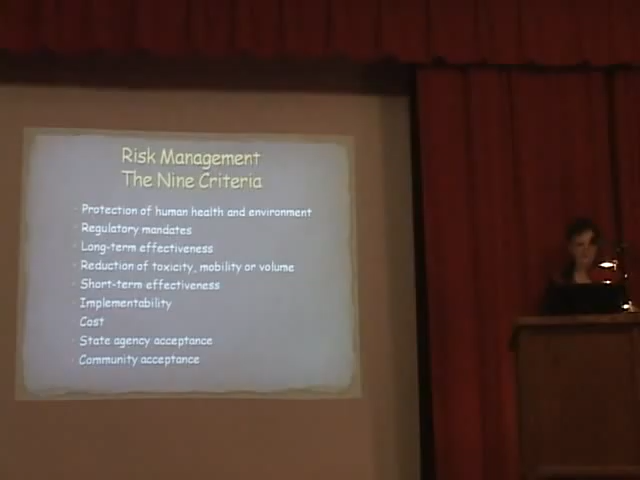 Risk Management
The Nine Criteria
Protection of human health and environment
Regulatory mandates
Long-term effectiveness
Reduction of toxicity, mobility or volume
Short-term effectiveness
Implementability
Cost
State agency acceptance
Community acceptance